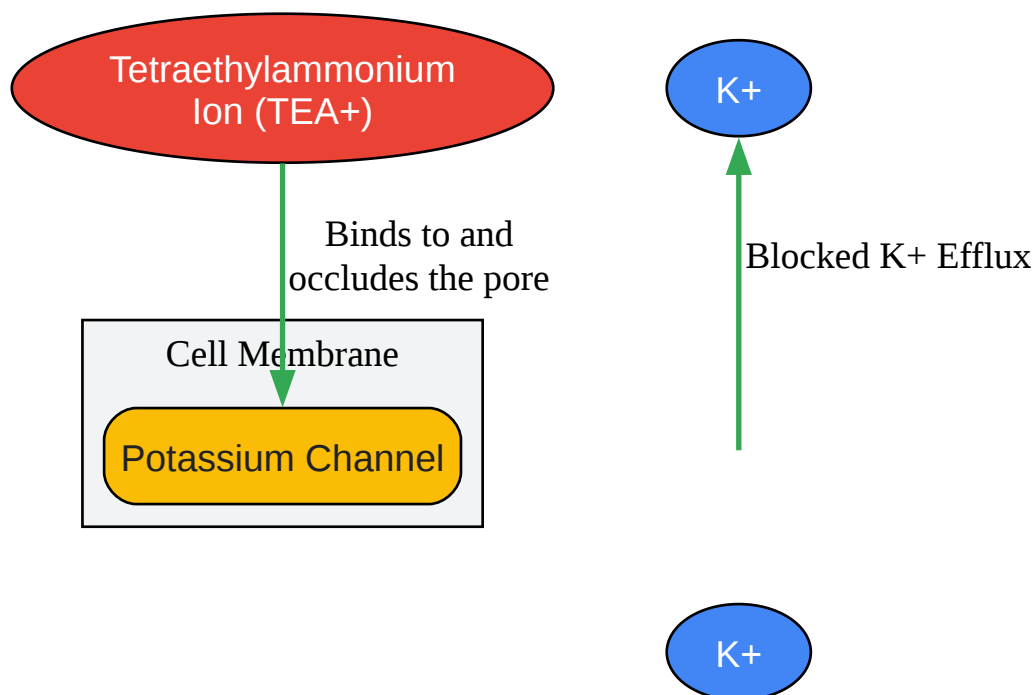 Tetraethylammonium
Ion (TEA+)
K+
Binds to and
occludes the pore
Blocked K+ Efflux
Cell Membrane
Potassium Channel
K+